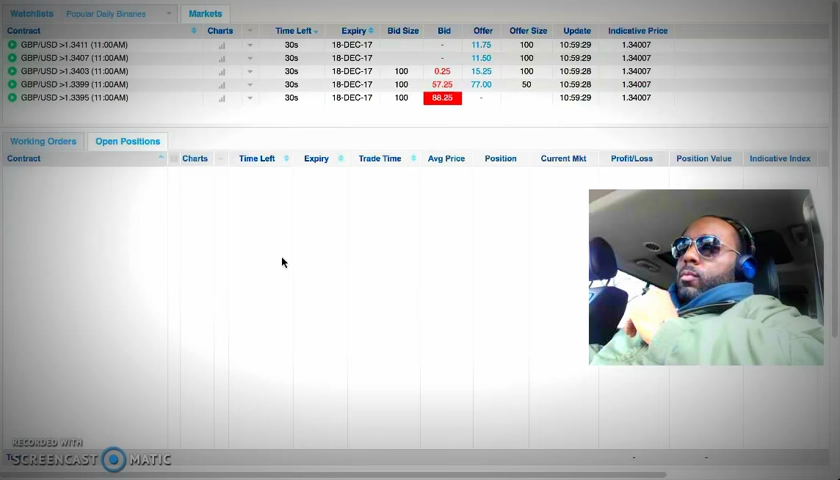 Watchlists Popular Daily Binaries Markets
Contract Charts Time Left Expiry Bid Size Bid Offer Offer Size Update Indicative Price
GBP/USD >1.3411 (11:00AM) 30s 18-DEC-17 - 11.75 100 10:59:29 1.34007
GBP/USD >1.3407 (11:00AM) 30s 18-DEC-17 - 11.50 100 10:59:29 1.34007
GBP/USD >1.3403 (11:00AM) 30s 18-DEC-17 100 0.25 15.25 100 10:59:28 1.34007
GBP/USD >1.3399 (11:00AM) 30s 18-DEC-17 100 57.25 77.00 50 10:59:28 1.34007
GBP/USD >1.3395 (11:00AM) 30s 18-DEC-17 100 88.25 - 10:59:29 1.34007
Working Orders Open Positions
Contract Charts Time Left Expiry Trade Time Avg Price Position Current Mkt Profit/Loss Position Value Indicative Index
RECORDED WITH
SCREENCAST MATIC
- -